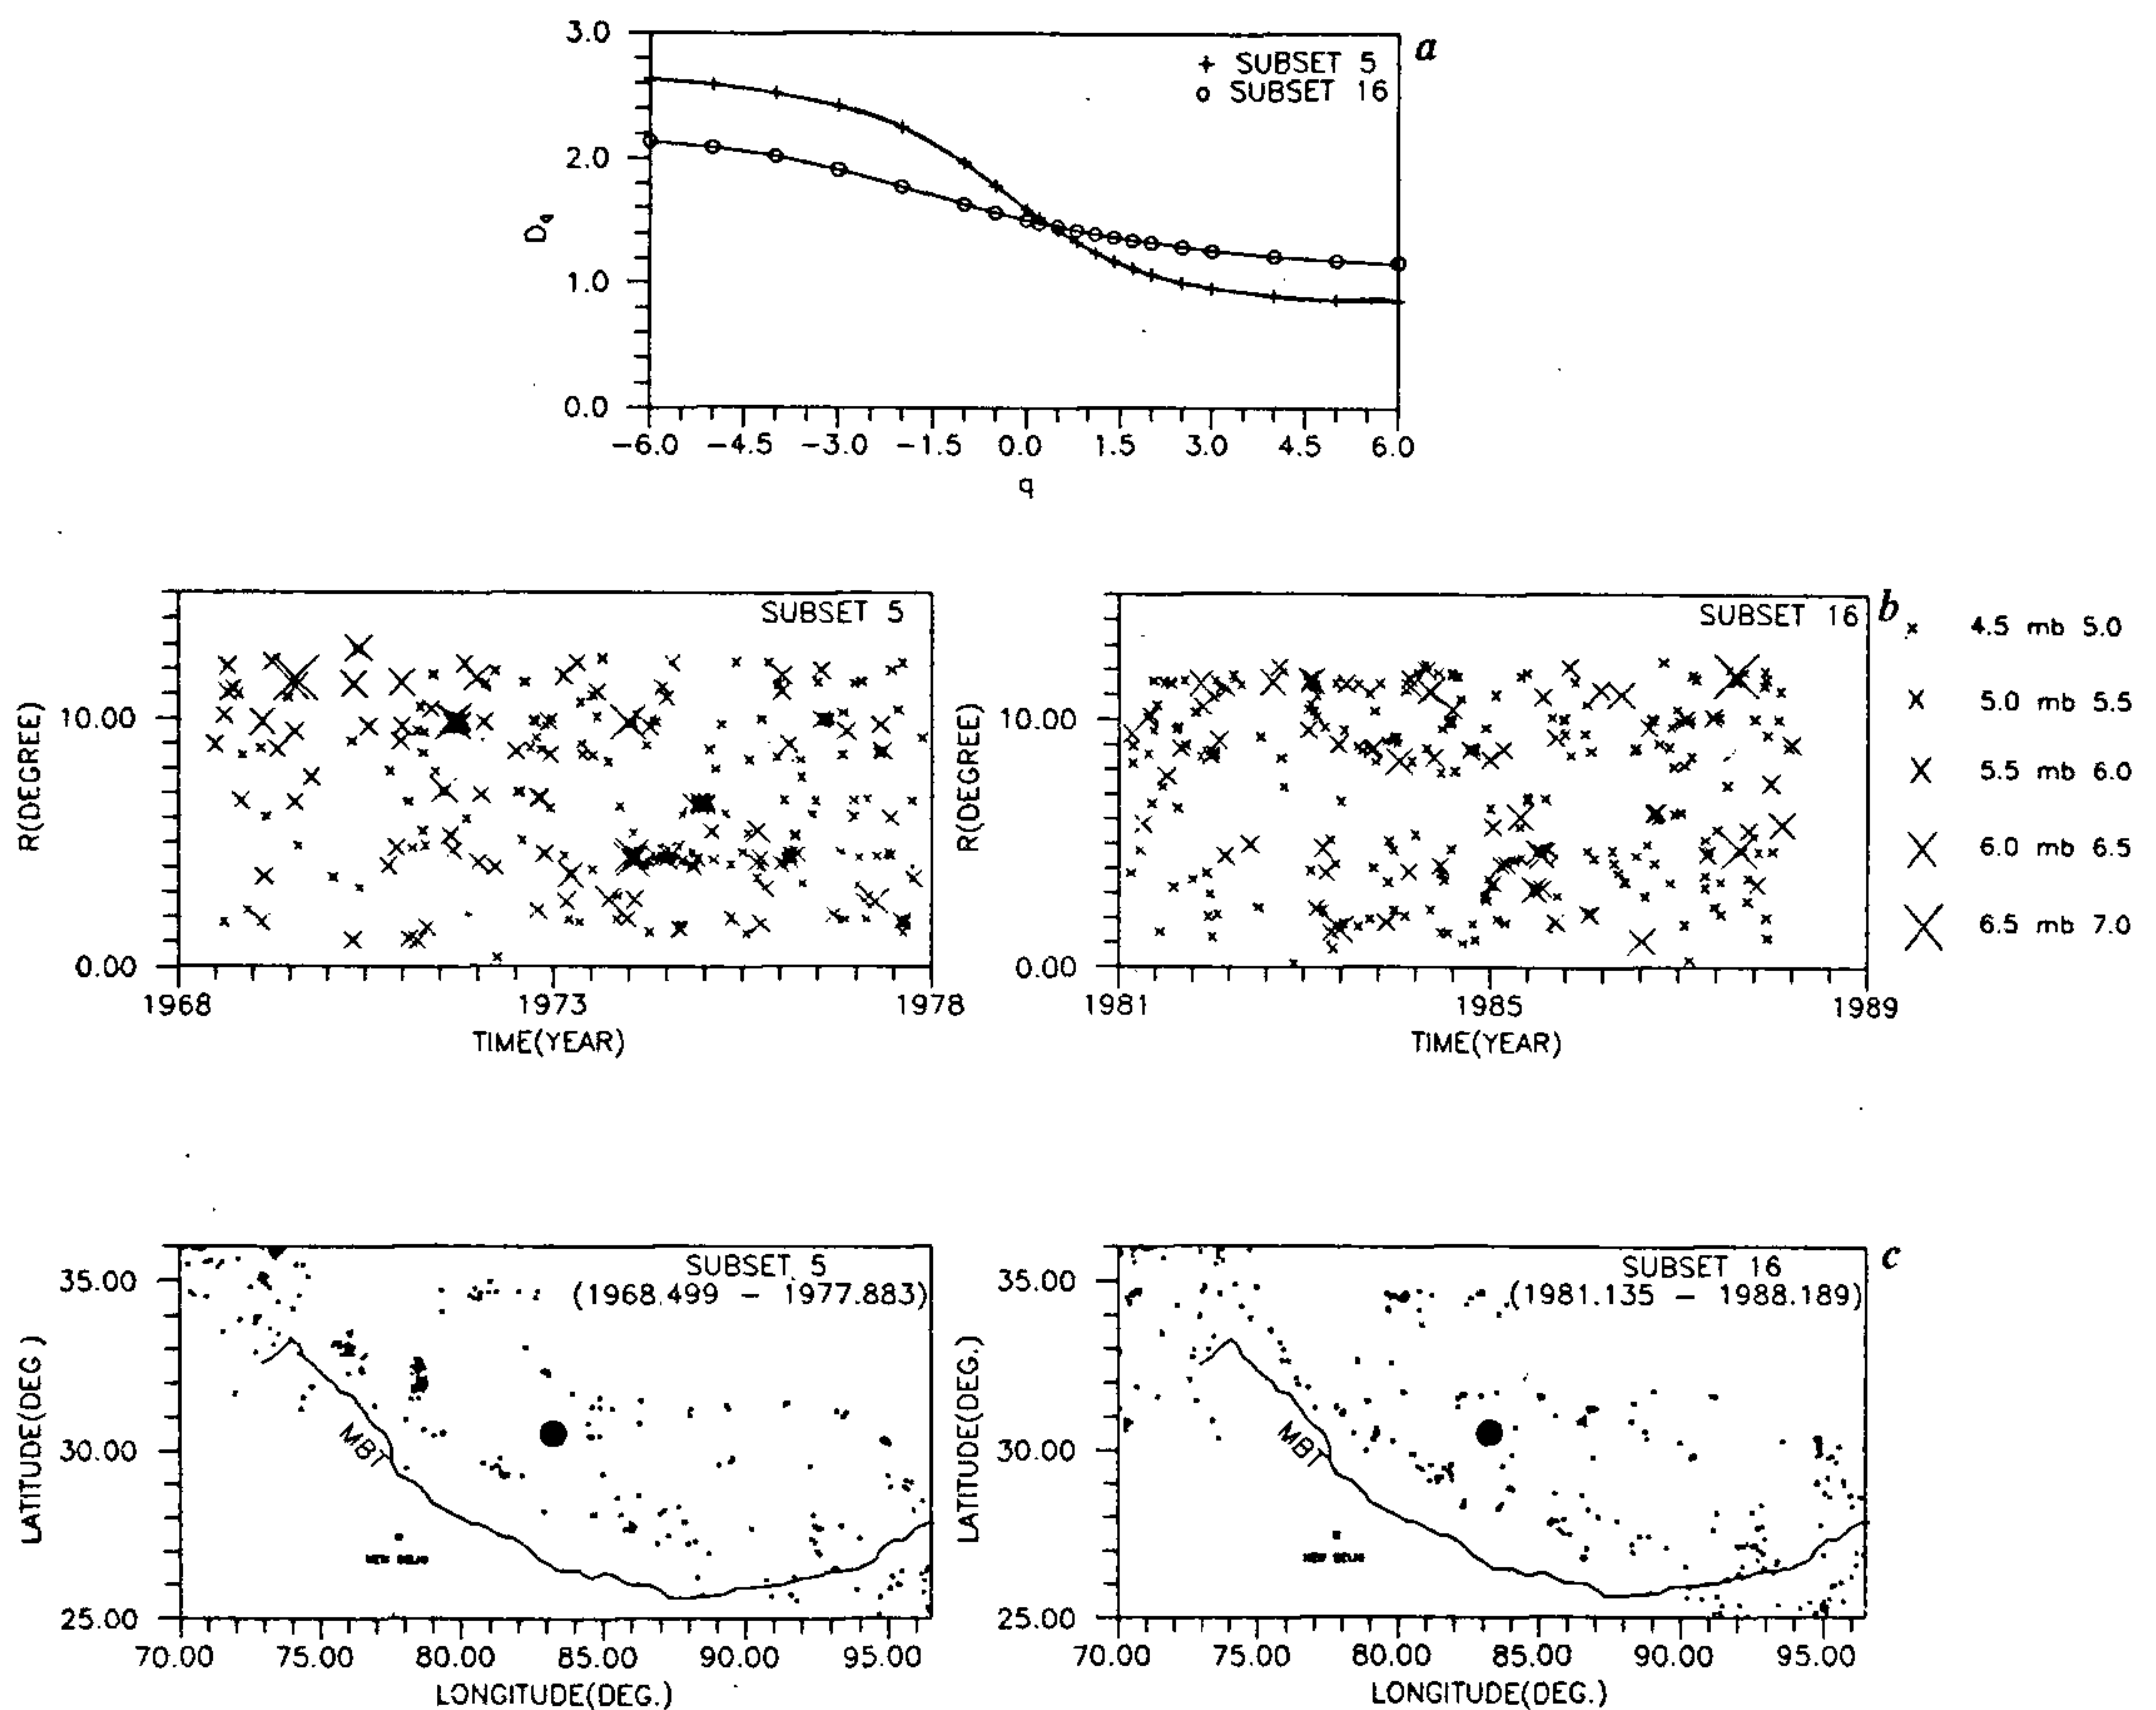 3.0
2.0
1.0
0.0
Dq
+ SUBSET 5
o SUBSET 16
a
-6.0 -4.5 -3.0 -1.5 0.0 1.5 3.0 4.5 6.0
q
SUBSET 5
10.00
0.00
R(DEGREE)
1968 1973 1978
TIME(YEAR)
SUBSET 16
10.00
0.00
R(DEGREE)
1981 1985 1989
TIME(YEAR)
b
4.5 mb 5.0
5.0 mb 5.5
5.5 mb 6.0
6.0 mb 6.5
6.5 mb 7.0
SUBSET 5
(1968.499 - 1977.883)
35.00
30.00
25.00
LATITUDE(DEG)
MBT
NEW DELHI
70.00 75.00 80.00 85.00 90.00 95.00
LONGITUDE(DEG.)
SUBSET 16
(1981.135 - 1988.189)
c
35.00
30.00
25.00
LATITUDE(DEG.)
MBT
NEW DELHI
70.00 75.00 80.00 85.00 90.00 95.00
LONGITUDE(DEG.)